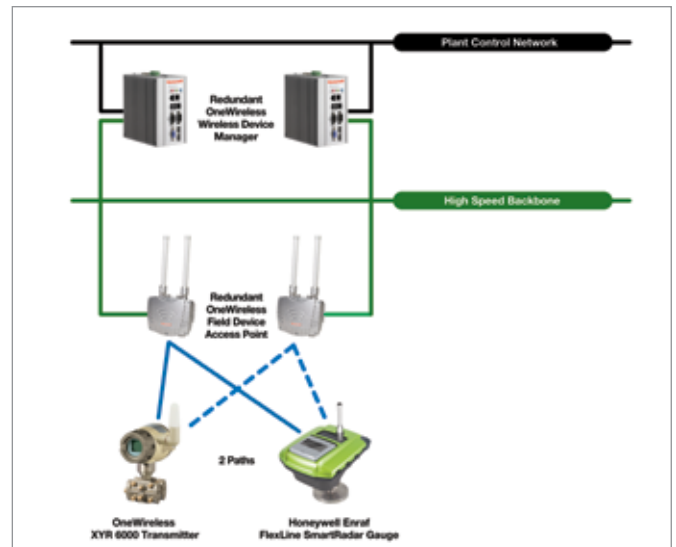 Plant Control Network
Redundant
OneWireless
Wireless Device
Manager
High Speed Backbone
Redundant
OneWireless
Field Device
Access Point
2 Paths
OneWireless
XYR 6000 Transmitter
Honeywell Enraf
FlexLine SmartRadar Gauge